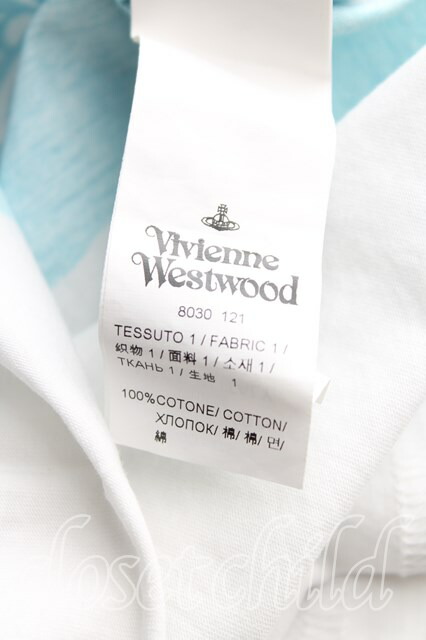 Vivienne
Westwood
8030 121
TESSUTO 1 / FABRIC 1 /
织物 1 / 面料 1 / 소재 1 /
ТКАНЬ 1 / 生地 1
100%COTONE/ COTTON/
ХЛОПОК/ 棉/ 棉/ 면/
綿
closetchild